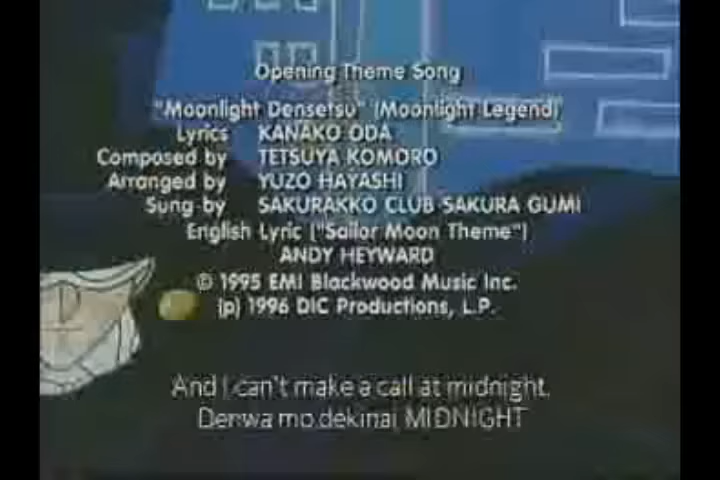 Opening Theme Song
"Moonlight Densetsu" (Moonlight Legend)
Lyrics KANAKO ODA
Composed by TETSUYA KOMORO
Arranged by YUZO HAYASHI
Sung by SAKURAKKO CLUB SAKURA GUMI
English Lyric ("Sailor Moon Theme")
ANDY HEYWARD
© 1995 EMI Blackwood Music Inc.
(p) 1996 DIC Productions, L.P.
And I can't make a call at midnight.
Denwa mo dekinai MIDNIGHT